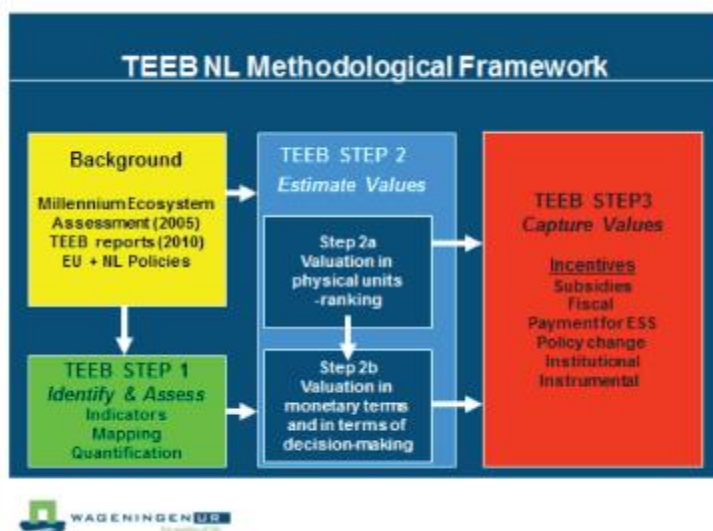 TEEB NL Methodological Framework
Background
Millennium Ecosystem
Assessment (2005)
TEEB reports (2010)
EU + NL Policies
TEEB STEP 1
Identify & Assess
Indicators
Mapping
Quantification
TEEB STEP 2
Estimate Values
Step 2a
Valuation in
physical units
-ranking
Step 2b
Valuation in
monetary terms
and in terms of
decision-making
TEEB STEP3
Capture Values
Incentives
Subsidies
Fiscal
Payment for ESS
Policy change
Institutional
Instrumental
WAGENINGEN UR